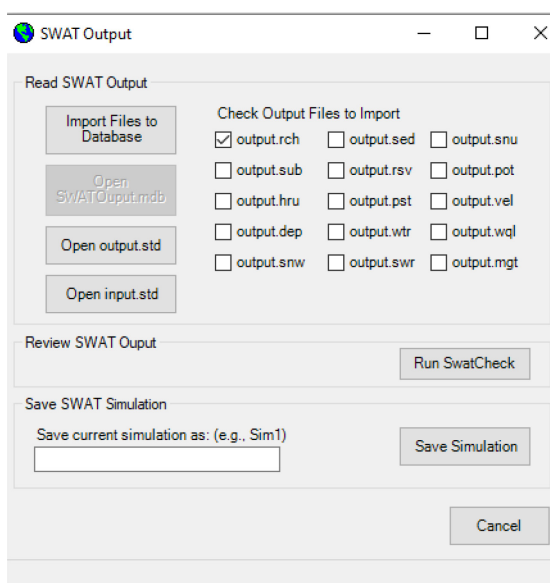 SWAT Output
Read SWAT Output
Import Files to
Database
Open
SWATOuput.mdb
Open output.std
Open input.std
Check Output Files to Import
output.rch output.sed output.snu
output.sub output.rsv output.pot
output.hru output.pst output.vel
output.dep output.wtr output.wql
output.snw output.swr output.mgt
Review SWAT Ouput
Run SwatCheck
Save SWAT Simulation
Save current simulation as: (e.g., Sim1)
Save Simulation
Cancel